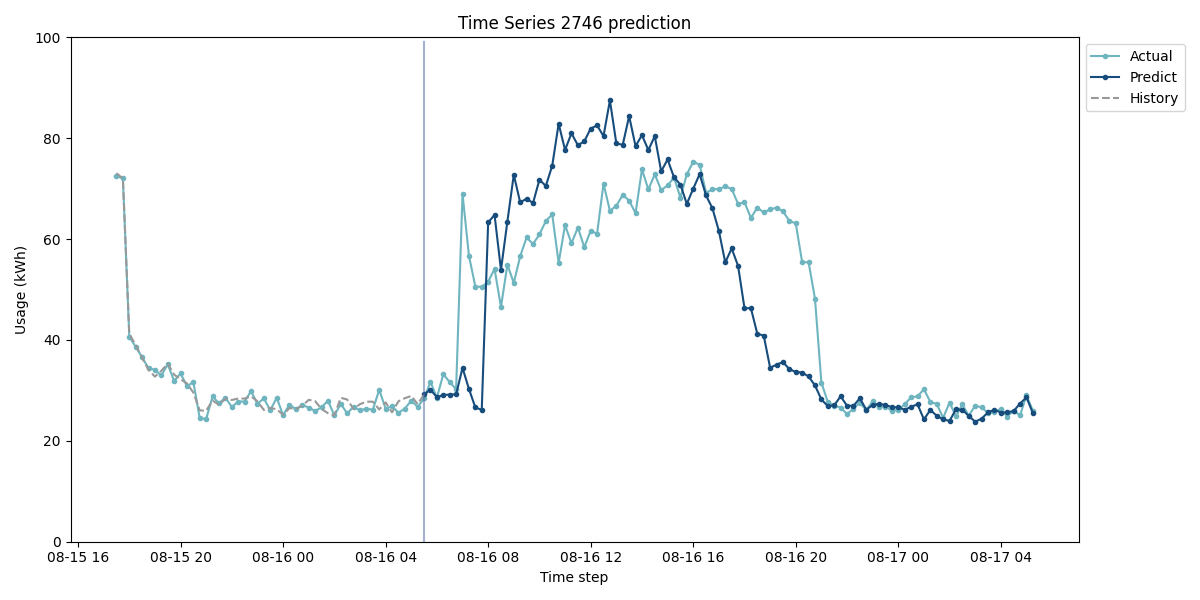 Time Series 2746 prediction
100
80
60
40
20
0
Usage (kWh)
08-15 16
08-15 20
08-16 00
08-16 04
08-16 08
08-16 12
08-16 16
08-16 20
08-17 00
08-17 04
Time step
Actual
Predict
History